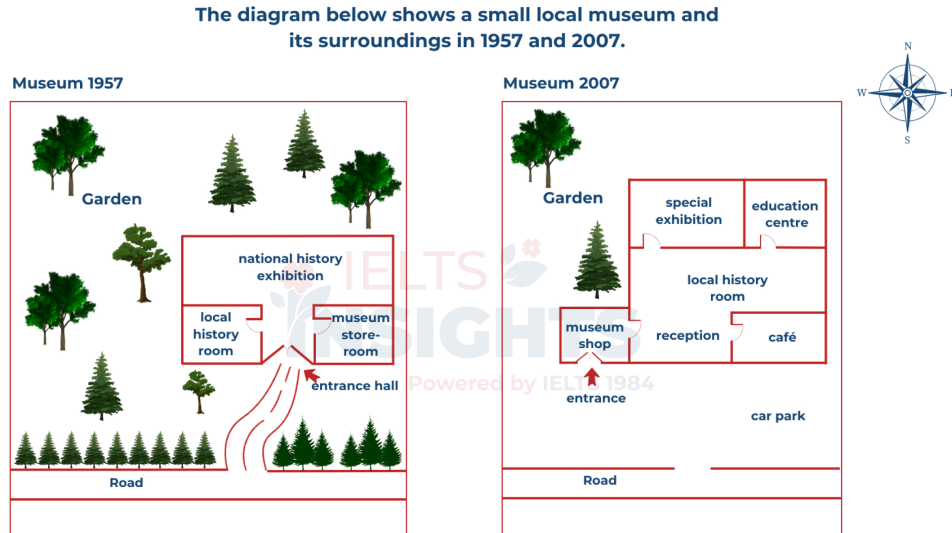 The diagram below shows a small local museum and
its surroundings in 1957 and 2007.
Museum 1957
Garden
national history
exhibition
local
history
room
museum
store-
room
entrance hall
Road
Museum 2007
Garden
special
exhibition
education
centre
local history
room
museum
shop
reception
café
entrance
car park
Road
N
W
S
IELTS
INSIGHTS
Powered by IELTS 1984